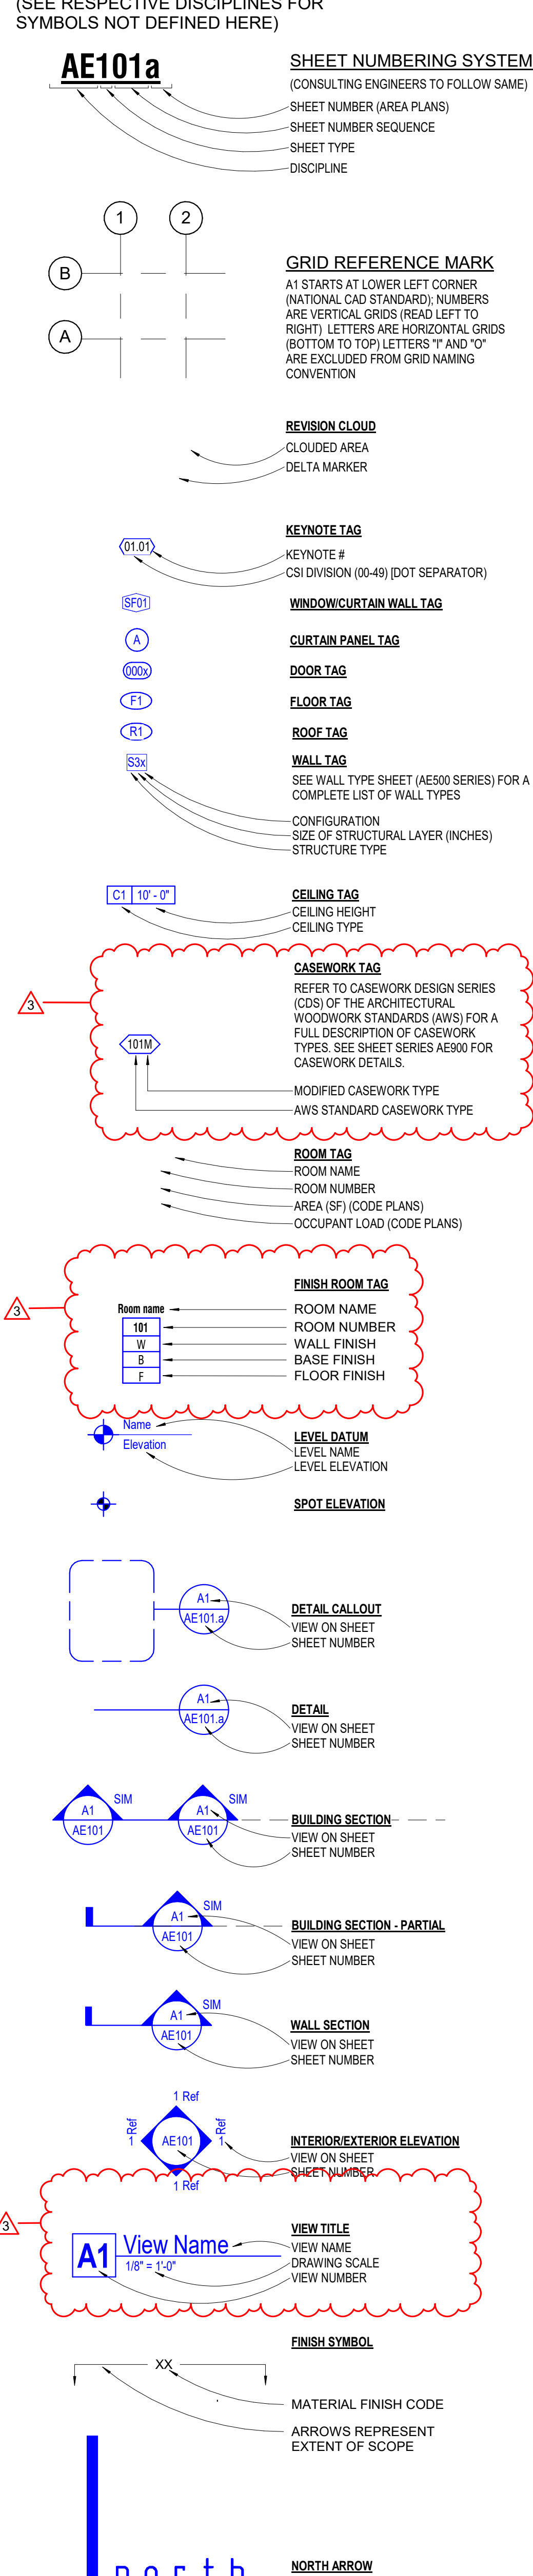 (SEE RESPECTIVE DISCIPLINES FOR
SYMBOLS NOT DEFINED HERE)
AE101a
SHEET NUMBERING SYSTEM
(CONSULTING ENGINEERS TO FOLLOW SAME)
SHEET NUMBER (AREA PLANS)
SHEET NUMBER SEQUENCE
SHEET TYPE
DISCIPLINE
1
2
B
A
GRID REFERENCE MARK
A1 STARTS AT LOWER LEFT CORNER
(NATIONAL CAD STANDARD); NUMBERS
ARE VERTICAL GRIDS (READ LEFT TO
RIGHT) LETTERS ARE HORIZONTAL GRIDS
(BOTTOM TO TOP) LETTERS "I" AND "O"
ARE EXCLUDED FROM GRID NAMING
CONVENTION
REVISION CLOUD
CLOUDED AREA
DELTA MARKER
KEYNOTE TAG
01.01
KEYNOTE #
CSI DIVISION (00-49) [DOT SEPARATOR)
SF01
WINDOW/CURTAIN WALL TAG
A
CURTAIN PANEL TAG
000x
DOOR TAG
F1
FLOOR TAG
R1
ROOF TAG
S3x
WALL TAG
SEE WALL TYPE SHEET (AE500 SERIES) FOR A
COMPLETE LIST OF WALL TYPES
CONFIGURATION
SIZE OF STRUCTURAL LAYER (INCHES)
STRUCTURE TYPE
C1 10' - 0"
CEILING TAG
CEILING HEIGHT
CEILING TYPE
3
CASEWORK TAG
REFER TO CASEWORK DESIGN SERIES
(CDS) OF THE ARCHITECTURAL
WOODWORK STANDARDS (AWS) FOR A
FULL DESCRIPTION OF CASEWORK
TYPES. SEE SHEET SERIES AE900 FOR
CASEWORK DETAILS.
101M
MODIFIED CASEWORK TYPE
AWS STANDARD CASEWORK TYPE
ROOM TAG
ROOM NAME
ROOM NUMBER
AREA (SF) (CODE PLANS)
OCCUPANT LOAD (CODE PLANS)
3
FINISH ROOM TAG
Room name
ROOM NAME
101
ROOM NUMBER
W
WALL FINISH
B
BASE FINISH
F
FLOOR FINISH
Name
Elevation
LEVEL DATUM
LEVEL NAME
LEVEL ELEVATION
SPOT ELEVATION
A1
AE101.a
DETAIL CALLOUT
VIEW ON SHEET
SHEET NUMBER
A1
AE101.a
DETAIL
VIEW ON SHEET
SHEET NUMBER
A1
AE101
SIM
A1
AE101
SIM
BUILDING SECTION
VIEW ON SHEET
SHEET NUMBER
A1
AE101
SIM
BUILDING SECTION - PARTIAL
VIEW ON SHEET
SHEET NUMBER
A1
AE101
SIM
WALL SECTION
VIEW ON SHEET
SHEET NUMBER
1 Ref
1 Ref
AE101
1 Ref
1 Ref
INTERIOR/EXTERIOR ELEVATION
VIEW ON SHEET
SHEET NUMBER
3
A1
View Name
1/8" = 1'-0"
VIEW TITLE
VIEW NAME
DRAWING SCALE
VIEW NUMBER
FINISH SYMBOL
XX
MATERIAL FINISH CODE
ARROWS REPRESENT
EXTENT OF SCOPE
north
NORTH ARROW